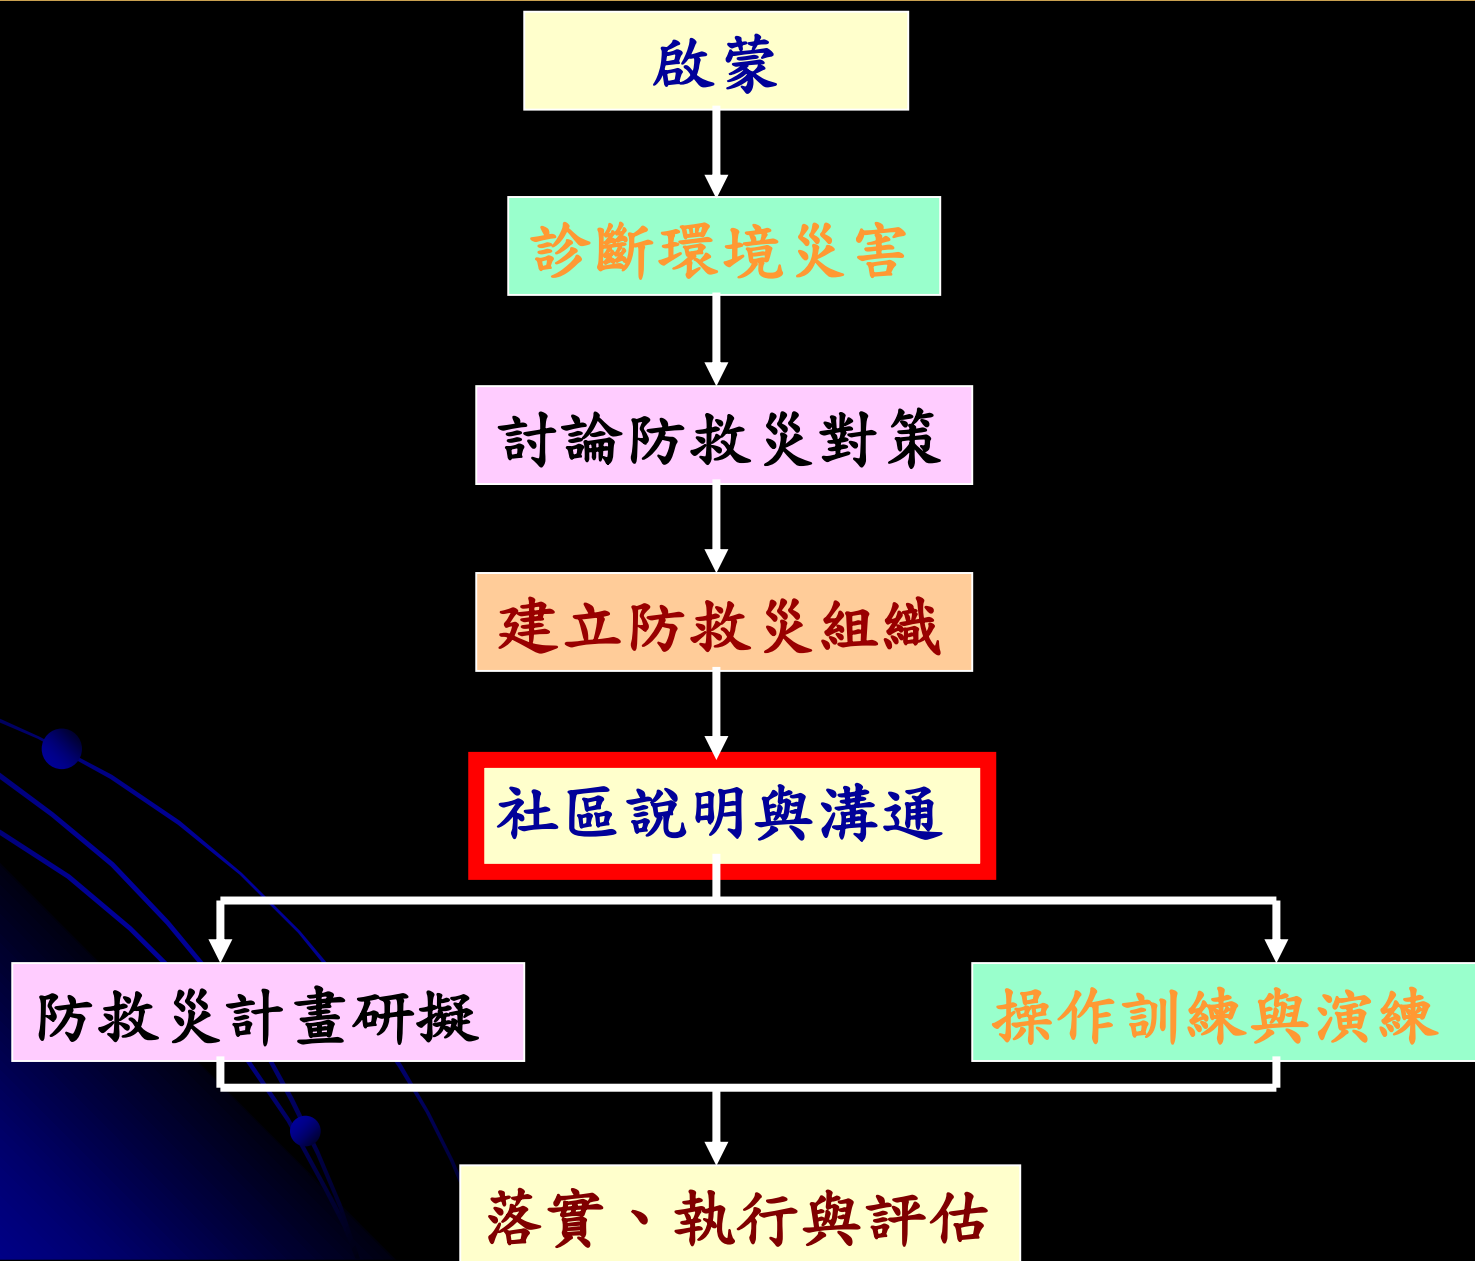 啟蒙
診斷環境災害
討論防救災對策
建立防救災組織
社區說明與溝通
防救災計畫研擬
操作訓練與演練
落實、執行與評估